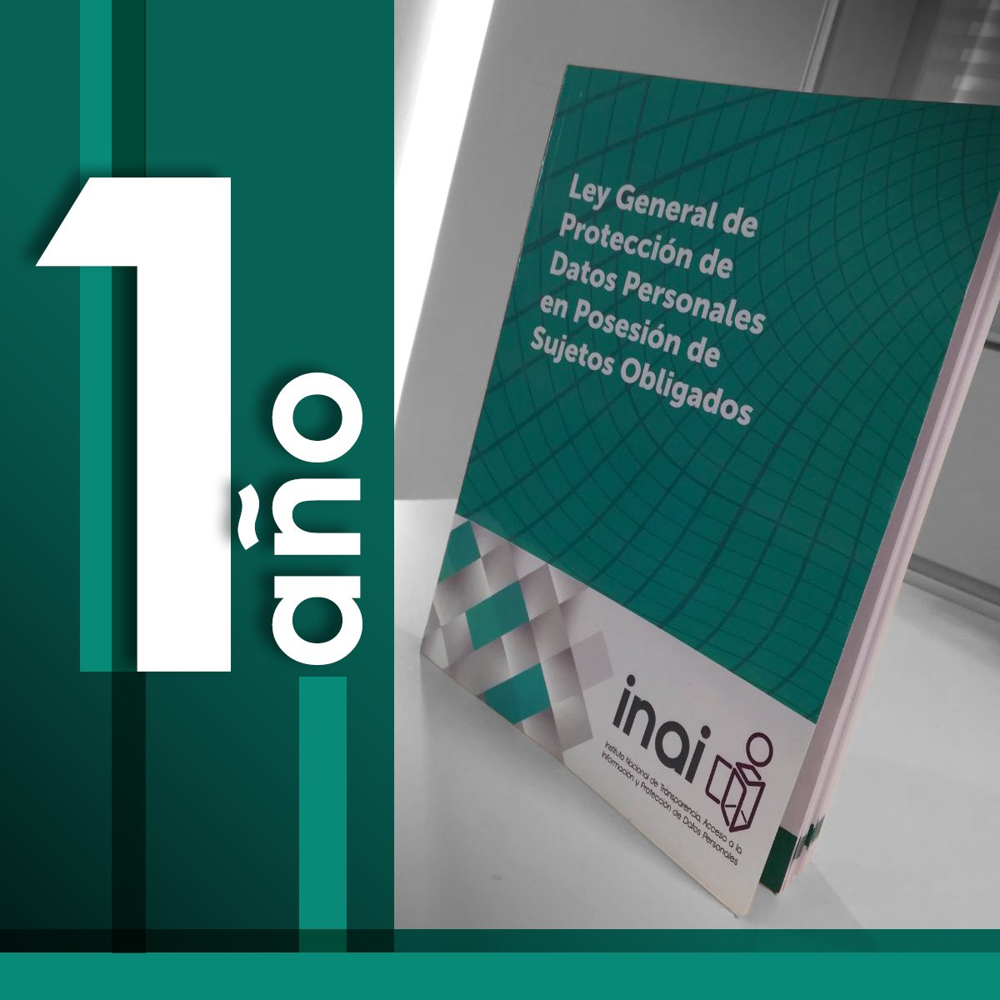 1
año
Ley General de
Protección de
Datos Personales
en Posesión de
Sujetos Obligados
inai
Instituto Nacional de Transparencia, Acceso a la
Información y Protección de Datos Personales